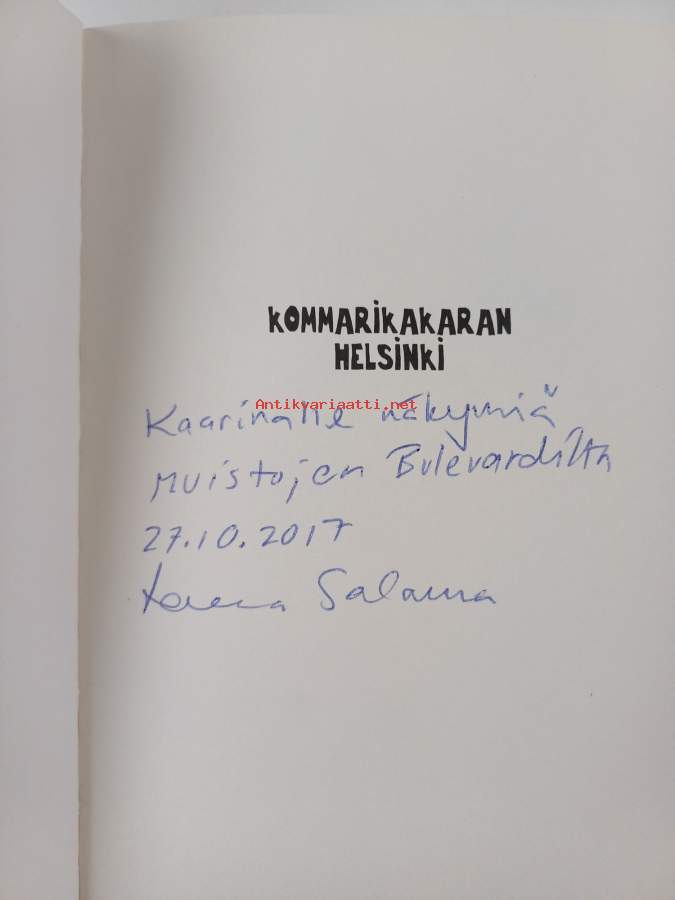 KOMMARIKAKARAN
HELSINKI
Antikvariaatti.net
Kaarinalle näkymiä
muistojen Bulevardilta
27.10.2017
Salama